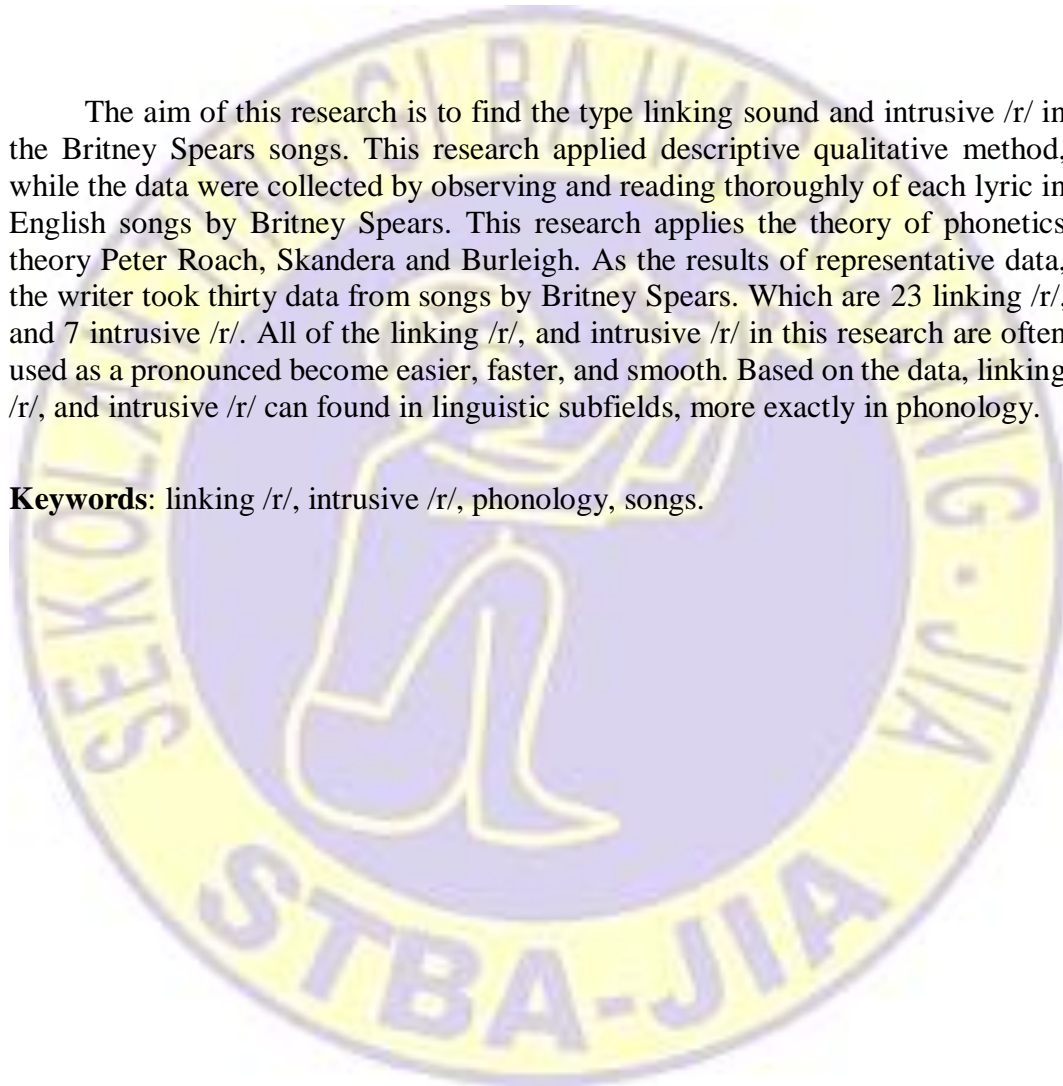 The aim of this research is to find the type linking sound and intrusive /r/ in
the Britney Spears songs. This research applied descriptive qualitative method,
while the data were collected by observing and reading thoroughly of each lyric in
English songs by Britney Spears. This research applies the theory of phonetics
theory Peter Roach, Skandera and Burleigh. As the results of representative data,
the writer took thirty data from songs by Britney Spears. Which are 23 linking /r/,
and 7 intrusive /r/. All of the linking /r/, and intrusive /r/ in this research are often
used as a pronounced become easier, faster, and smooth. Based on the data, linking
/r/, and intrusive /r/ can found in linguistic subfields, more exactly in phonology.
Keywords: linking /r/, intrusive /r/, phonology, songs.
SEKOLAH
JIA
STBA-JIA